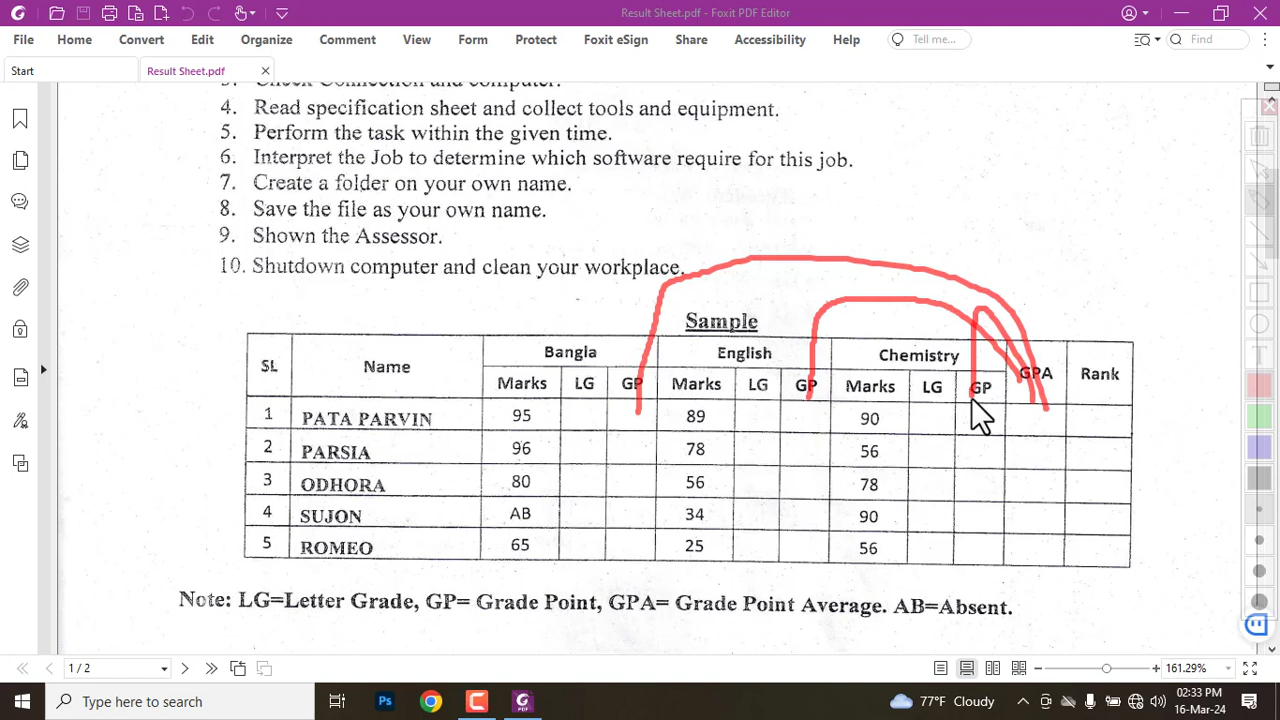 Result Sheet.pdf - Foxit PDF Editor
File Home Convert Edit Organize Comment View Form Protect Foxit eSign Share Accessibility Help Tell me... Find
Start Result Sheet.pdf
3. Check Connection and computer.
4. Read specification sheet and collect tools and equipment.
5. Perform the task within the given time.
6. Interpret the Job to determine which software require for this job.
7. Create a folder on your own name.
8. Save the file as your own name.
9. Shown the Assessor.
10. Shutdown computer and clean your workplace.
Sample
SL Name Bangla English Chemistry GPA Rank
Marks LG GP Marks LG GP Marks LG GP
1 PATA PARVIN 95 89 90
2 PARSIA 96 78 56
3 ODHORA 80 56 78
4 SUJON AB 34 90
5 ROMEO 65 25 56
Note: LG=Letter Grade, GP= Grade Point, GPA= Grade Point Average. AB=Absent.
1 / 2 161.29%
Type here to search Ps PDF 77°F Cloudy 02:33 PM
16-Mar-24